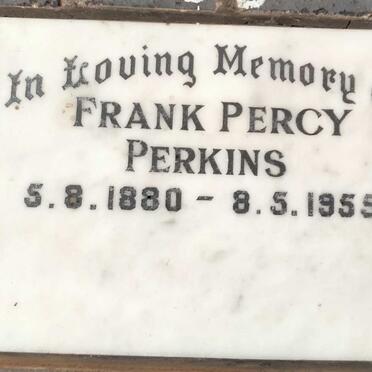 In Loving Memory
FRANK PERCY
PERKINS
5.8.1880 - 8.5.1955